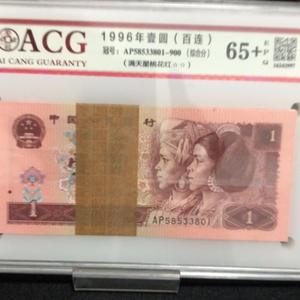 ACG
AI CANG GUARANTY
1996年壹圆 (百连)
冠号: AP58533801-900 (综合分)
(满天星桃花红☆☆)
65+
E
P
Q
中国
行
1
1
AP58533801